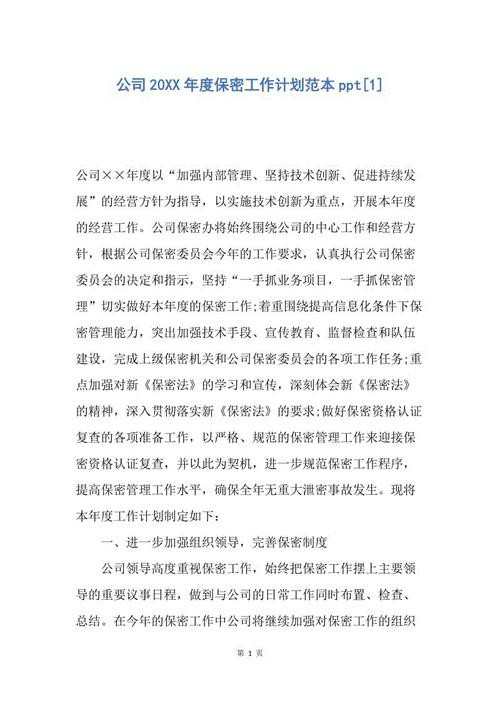 公司20XX年度保密工作计划范本ppt[1]
公司××年度以“加强内部管理、坚持技术创新、促进持续发
展”的经营方针为指导，以实施技术创新为重点，开展本年度
的经营工作。公司保密办将始终围绕公司的中心工作和经营方
针，根据公司保密委员会今年的工作要求，认真执行公司保密
委员会的决定和指示，坚持“一手抓业务项目，一手抓保密管
理”切实做好本年度的保密工作;着重围绕提高信息化条件下保
密管理能力，突出加强技术手段、宣传教育、监督检查和队伍
建设，完成上级保密机关和公司保密委员会的各项工作任务;重
点加强对新《保密法》的学习和宣传，深刻体会新《保密法》
的精神，深入贯彻落实新《保密法》的要求;做好保密资格认证
复查的各项准备工作，以严格、规范的保密管理工作来迎接保
密资格认证复查，并以此为契机，进一步规范保密工作程序，
提高保密管理工作水平，确保全年无重大泄密事故发生。现将
本年度工作计划制定如下：
一、进一步加强组织领导，完善保密制度
公司领导高度重视保密工作，始终把保密工作摆上主要领
导的重要议事日程，做到与公司的日常工作同时布置、检查、
总结。在今年的保密工作中公司将继续加强对保密工作的组织
第 1 页